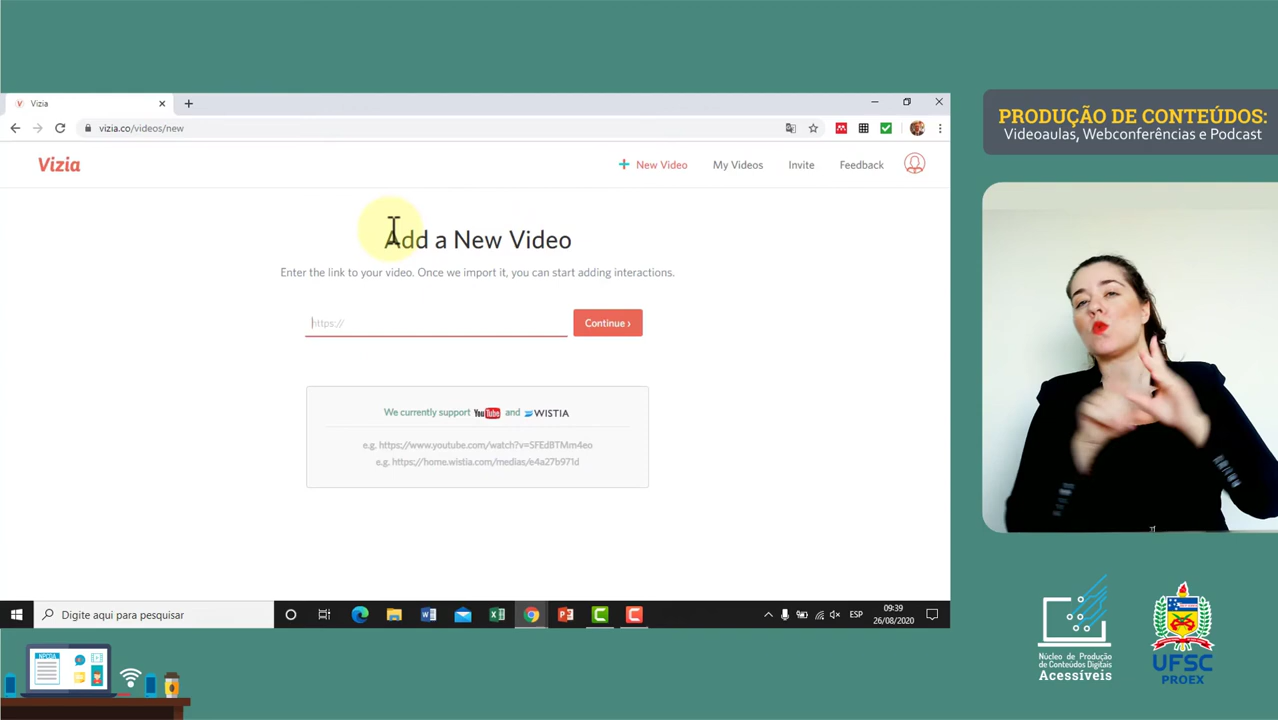 Vizia
vizia.co/videos/new
Vizia
New Video
My Videos
Invite
Feedback
Add a New Video
Enter the link to your video. Once we import it, you can start adding interactions.
https://
Continue ›
We currently support YouTube and WISTIA
e.g. https://www.youtube.com/watch?v=SFEdBTMm4eo
e.g. https://home.wistia.com/medias/e4a27b971d
Digite aqui para pesquisar
ESP
09:39
26/08/2020
PRODUÇÃO DE CONTEÚDOS:
Videoaulas, Webconferências e Podcast
NPCDA
Núcleo de Produção
de Conteúdos Digitais
Acessíveis
UFSC
PROEX